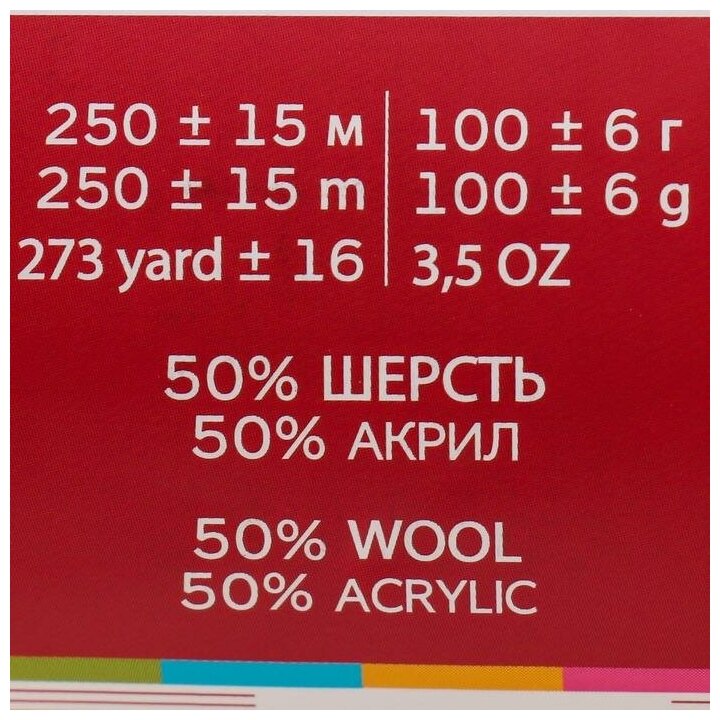 250 ± 15 м
250 ± 15 m
273 yard ± 16
100 ± 6 г
100 ± 6 g
3,5 OZ
50% ШЕРСТЬ
50% АКРИЛ
50% WOOL
50% ACRYLIC